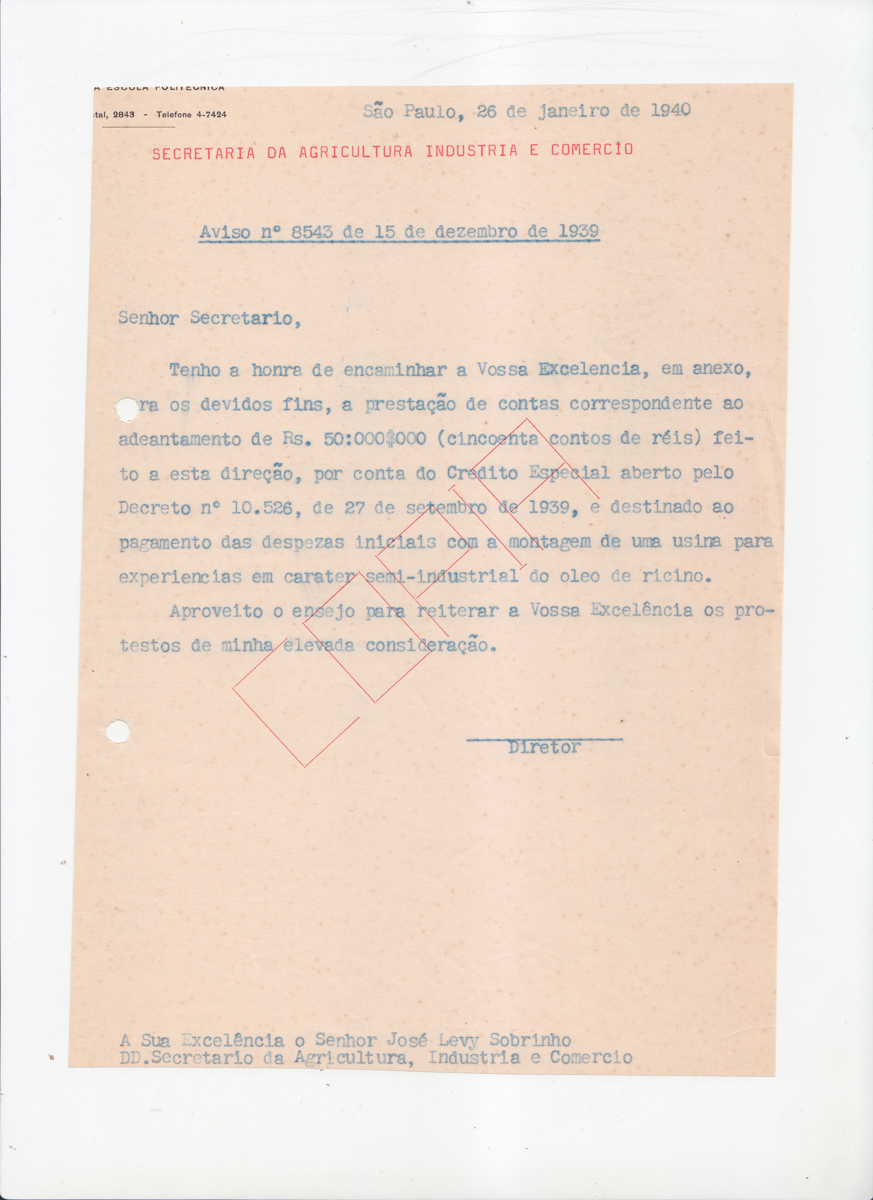 A ESCOLA POLITECNICA
tal, 2843 - Telefone 4-7424
São Paulo, 26 de janeiro de 1940
SECRETARIA DA AGRICULTURA INDUSTRIA E COMERCIO
Aviso nº 8543 de 15 de dezembro de 1939
Senhor Secretario,
Tenho a honra de encaminhar a Vossa Excelencia, em anexo,
ra os devidos fins, a prestação de contas correspondente ao
adeantamento de Rs. 50:000$000 (cincoenta contos de réis) fei-
to a esta direção, por conta do Crédito Especial aberto pelo
Decreto nº 10.526, de 27 de setembro de 1939, e destinado ao
pagamento das despezas iniciais com a montagem de uma usina para
experiencias em carater semi-industrial do oleo de ricino.
Aproveito o ensejo para reiterar a Vossa Excelência os pro-
testos de minha elevada consideração.
Diretor
A Sua Excelência o Senhor José Levy Sobrinho
DD.Secretario da Agricultura, Industria e Comercio